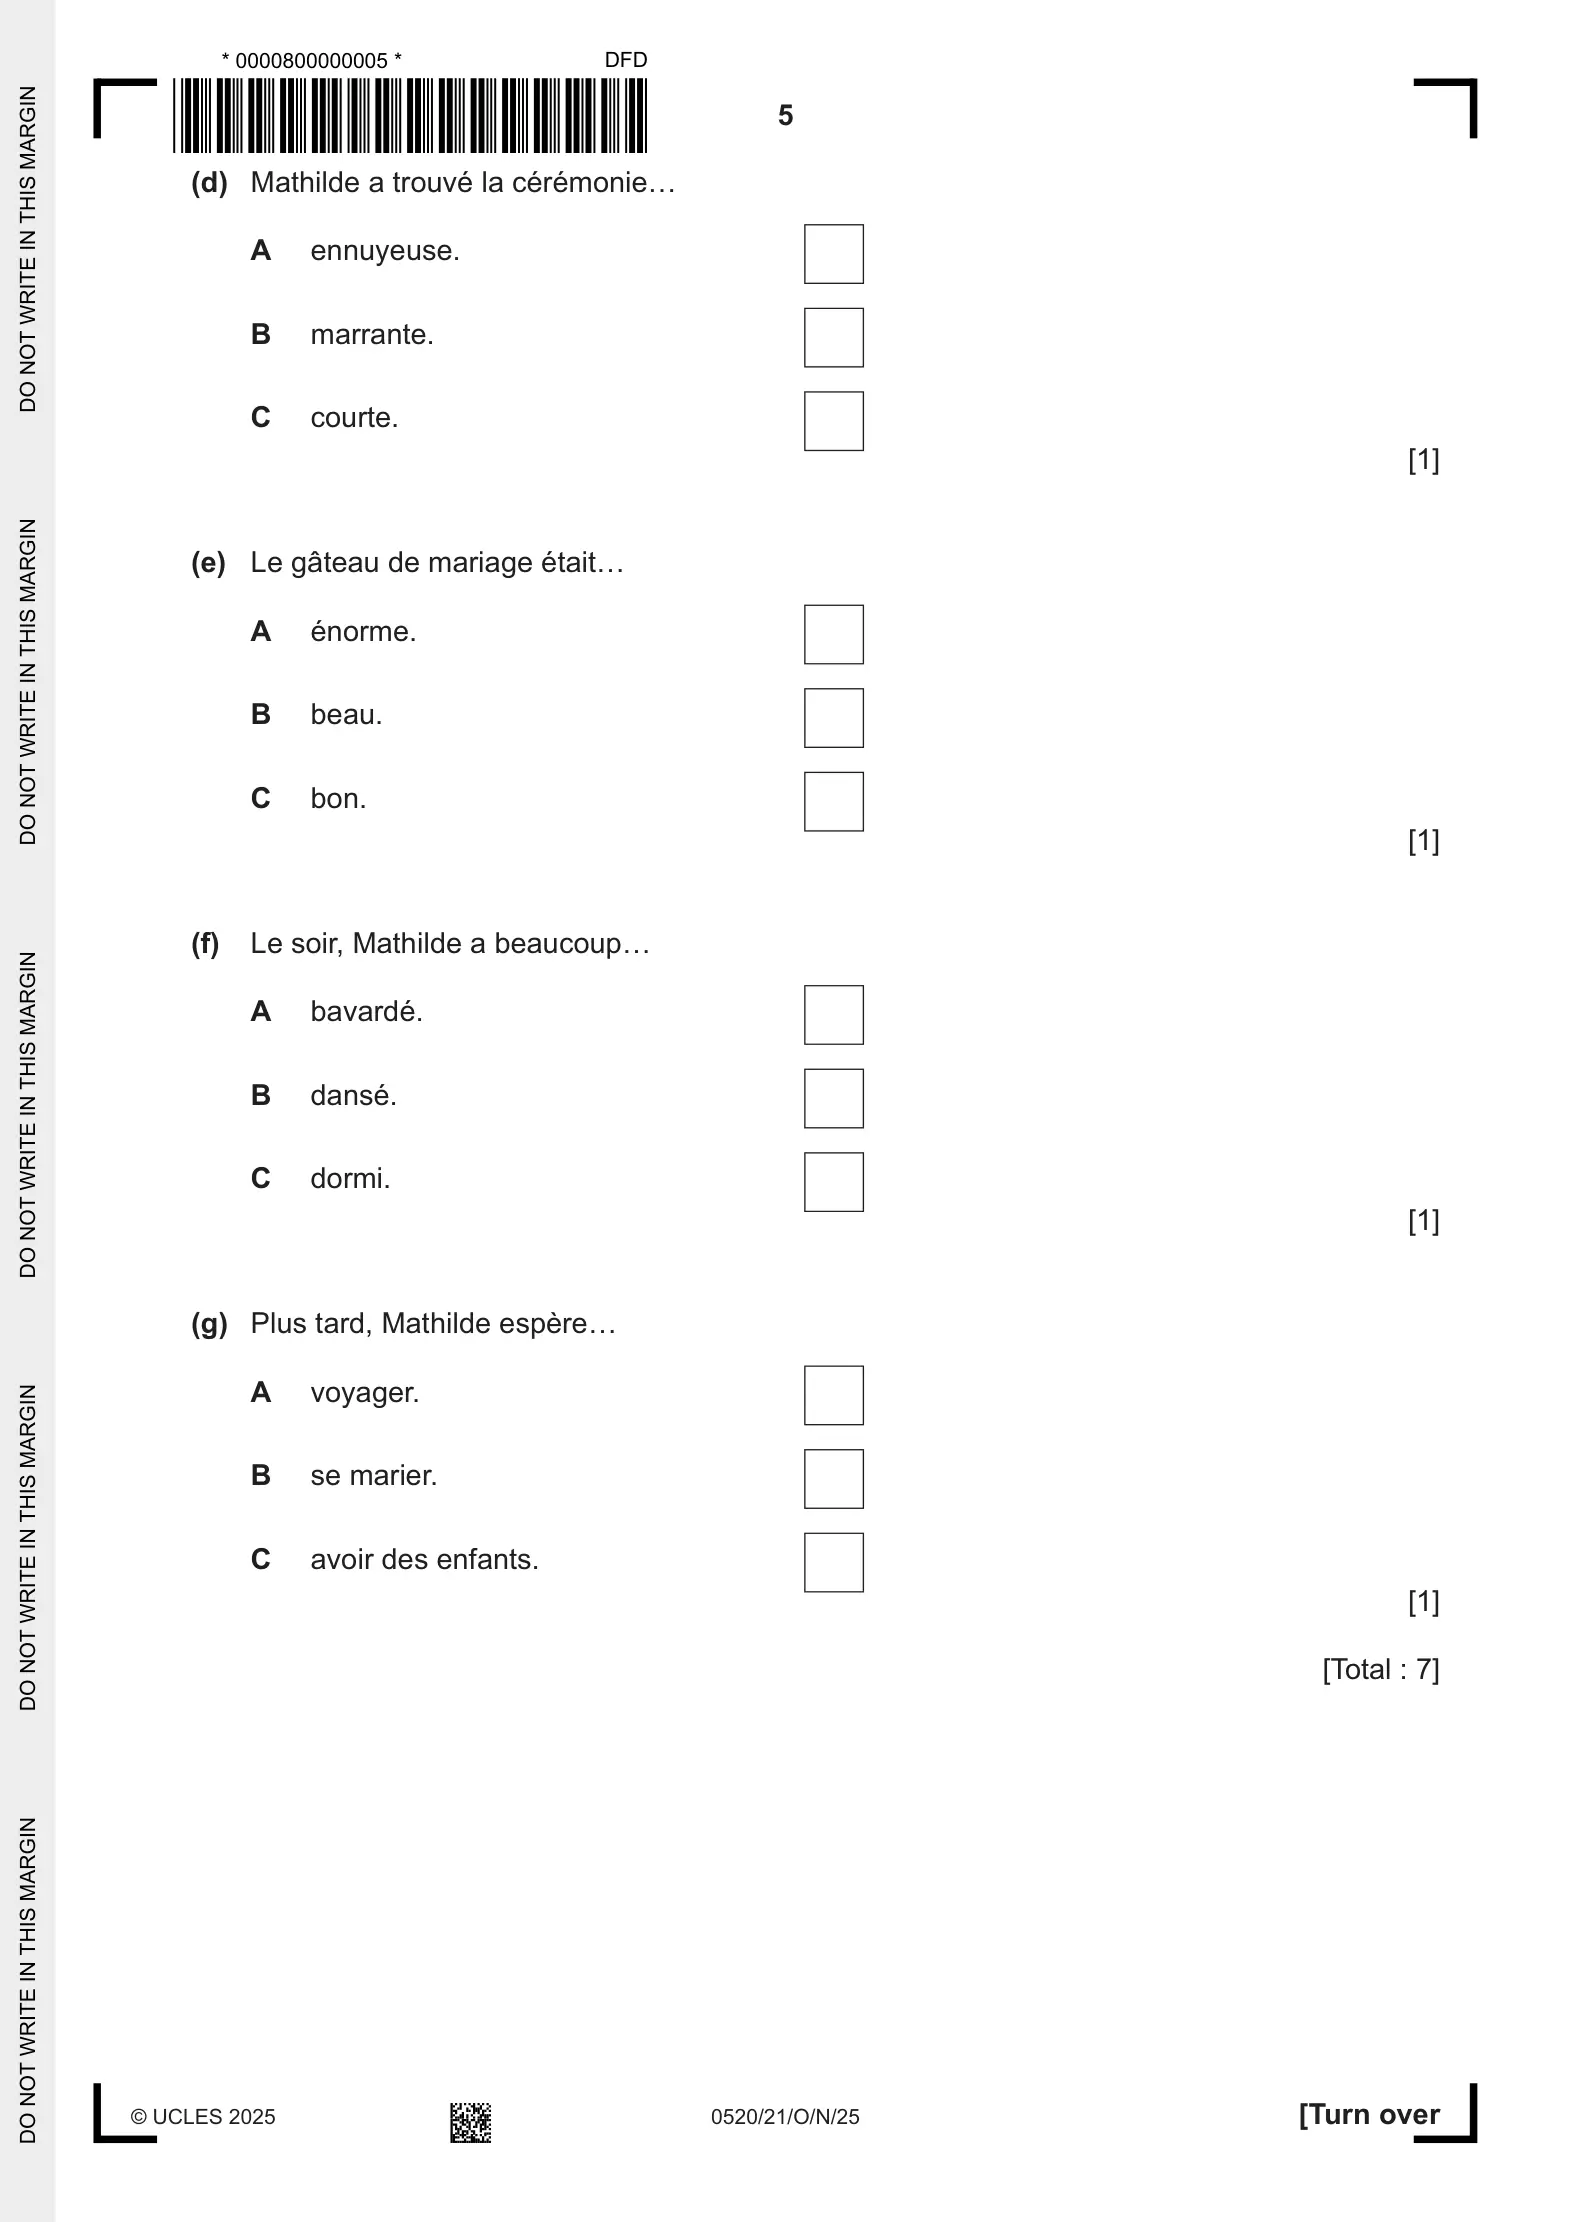 * 0000800000005 *
DFD
5
(d) Mathilde a trouvé la cérémonie…
A ennuyeuse.
B marrante.
C courte.
[1]
(e) Le gâteau de mariage était…
A énorme.
B beau.
C bon.
[1]
(f) Le soir, Mathilde a beaucoup…
A bavardé.
B dansé.
C dormi.
[1]
(g) Plus tard, Mathilde espère…
A voyager.
B se marier.
C avoir des enfants.
[1]
[Total : 7]
© UCLES 2025
0520/21/O/N/25
[Turn over
DO NOT WRITE IN THIS MARGIN
DO NOT WRITE IN THIS MARGIN
DO NOT WRITE IN THIS MARGIN
DO NOT WRITE IN THIS MARGIN
DO NOT WRITE IN THIS MARGIN